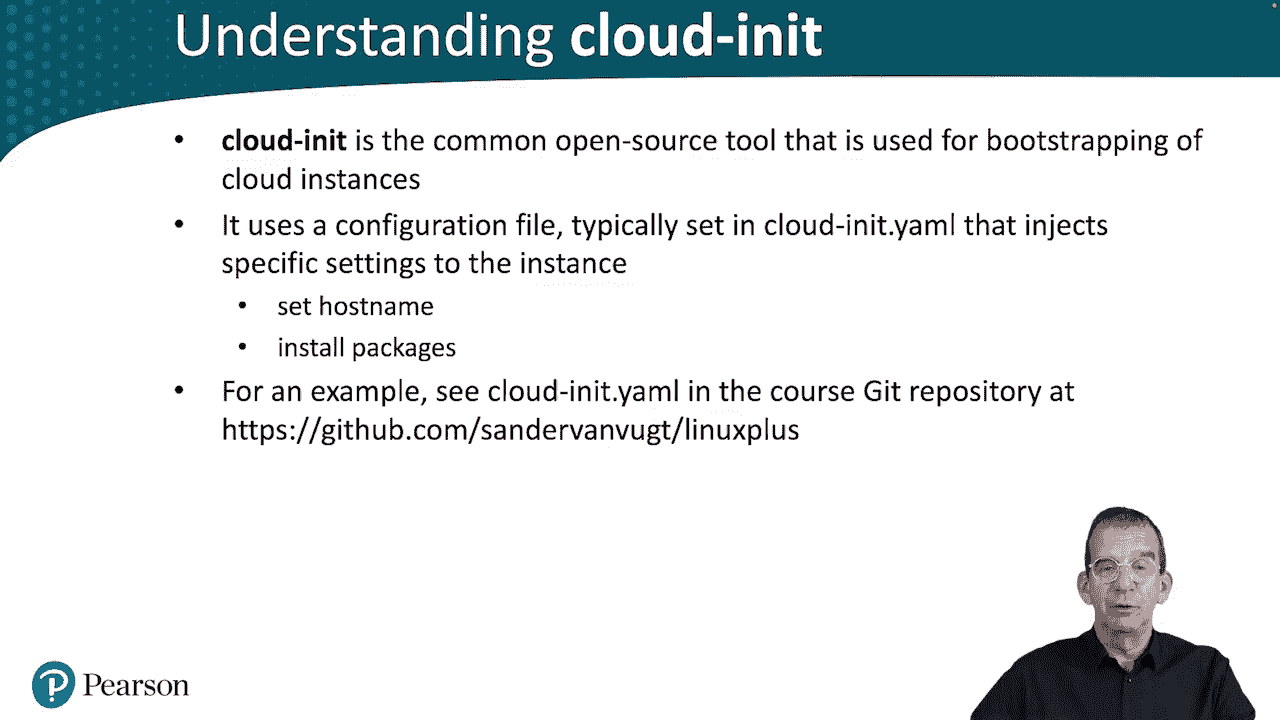 Understanding cloud-init
• cloud-init is the common open-source tool that is used for bootstrapping of
cloud instances
• It uses a configuration file, typically set in cloud-init.yaml that injects
specific settings to the instance
• set hostname
• install packages
• For an example, see cloud-init.yaml in the course Git repository at
https://github.com/sandervanvugt/linuxplus
Pearson